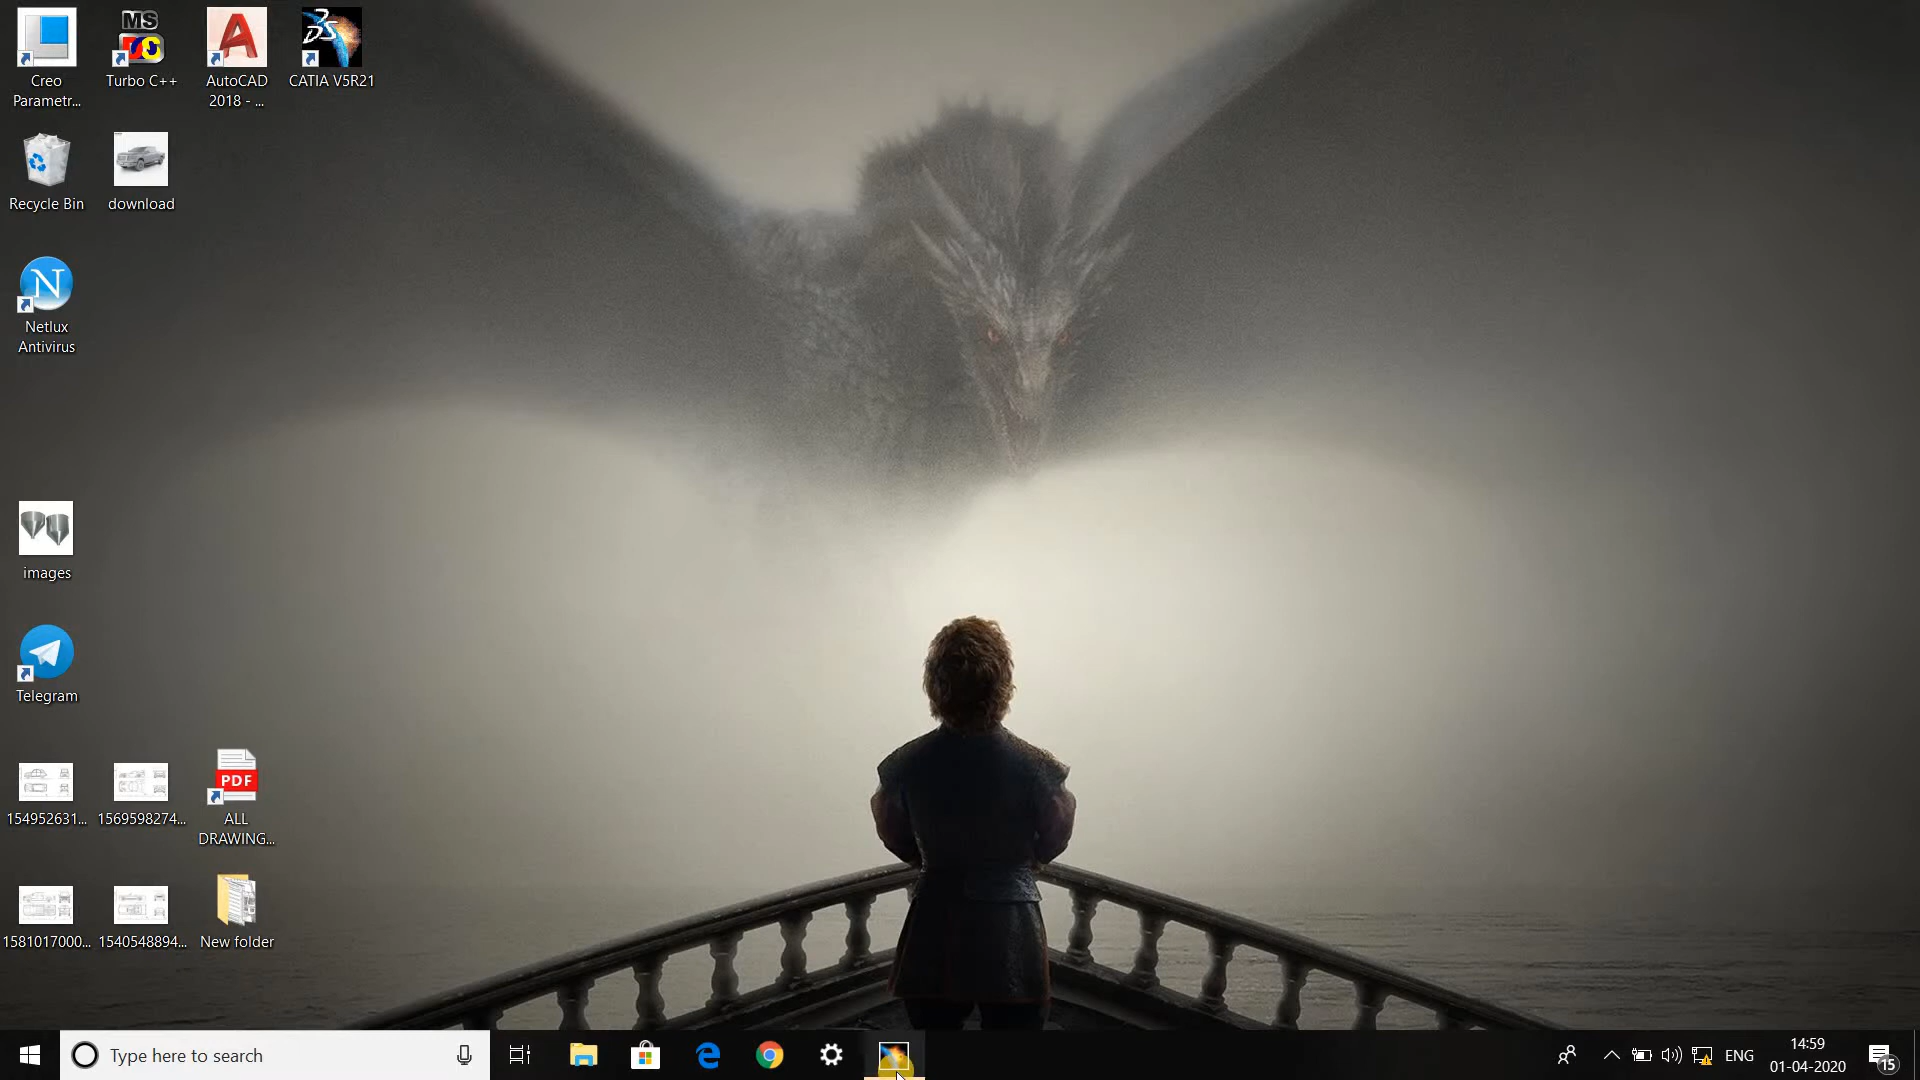 Creo
Parametr...
MS
Turbo C++
AutoCAD
2018 - ...
CATIA V5R21
Recycle Bin
download
Netlux
Antivirus
images
Telegram
154952631...
1569598274...
PDF
ALL
DRAWING...
1581017000...
1540548894...
New folder
Type here to search
ENG
14:59
01-04-2020
15